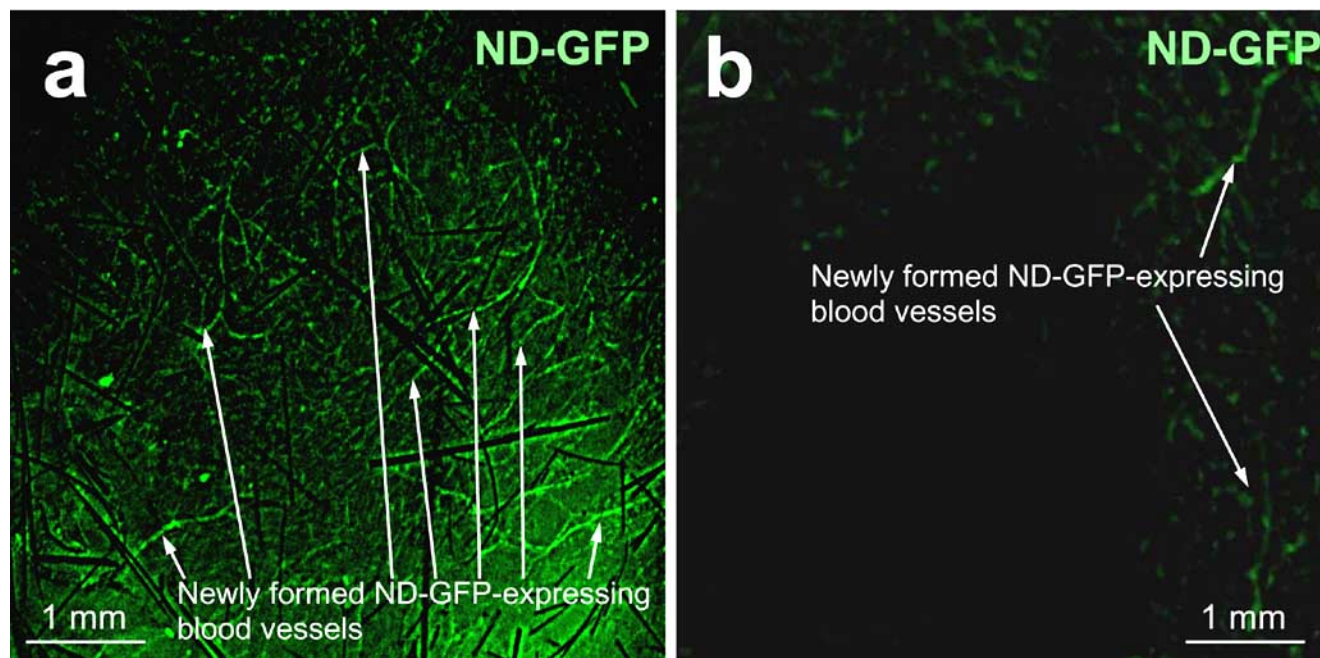 a
ND-GFP
Newly formed ND-GFP-expressing
blood vessels
1 mm
b
ND-GFP
Newly formed ND-GFP-expressing
blood vessels
1 mm